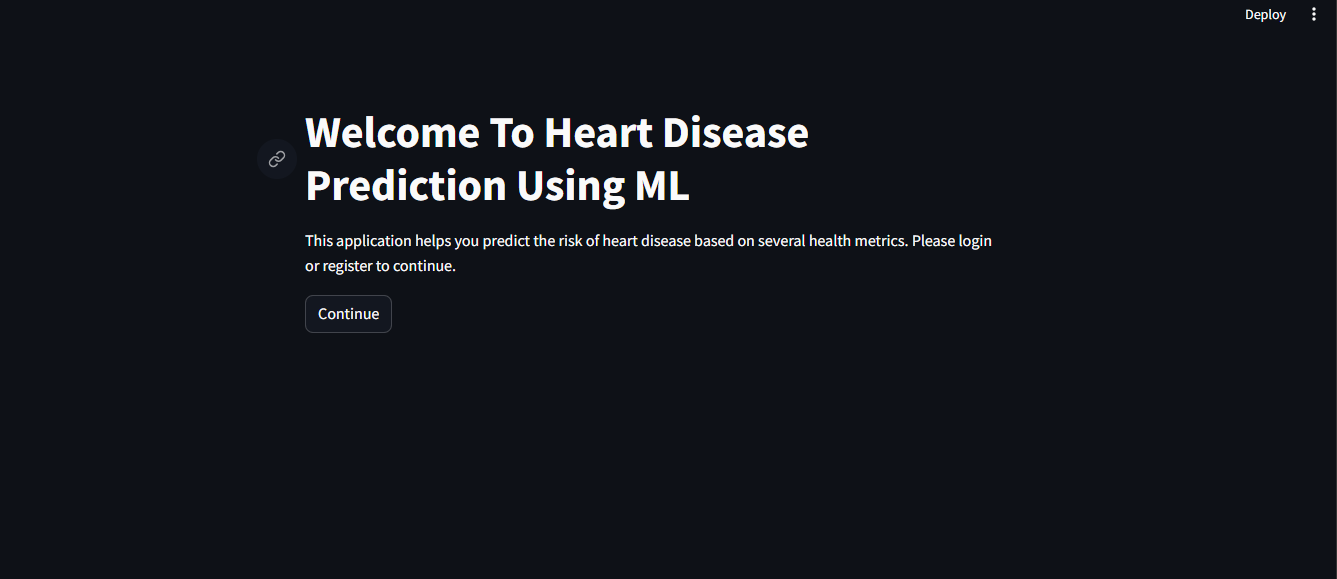 Deploy
Welcome To Heart Disease
Prediction Using ML
This application helps you predict the risk of heart disease based on several health metrics. Please login
or register to continue.
Continue